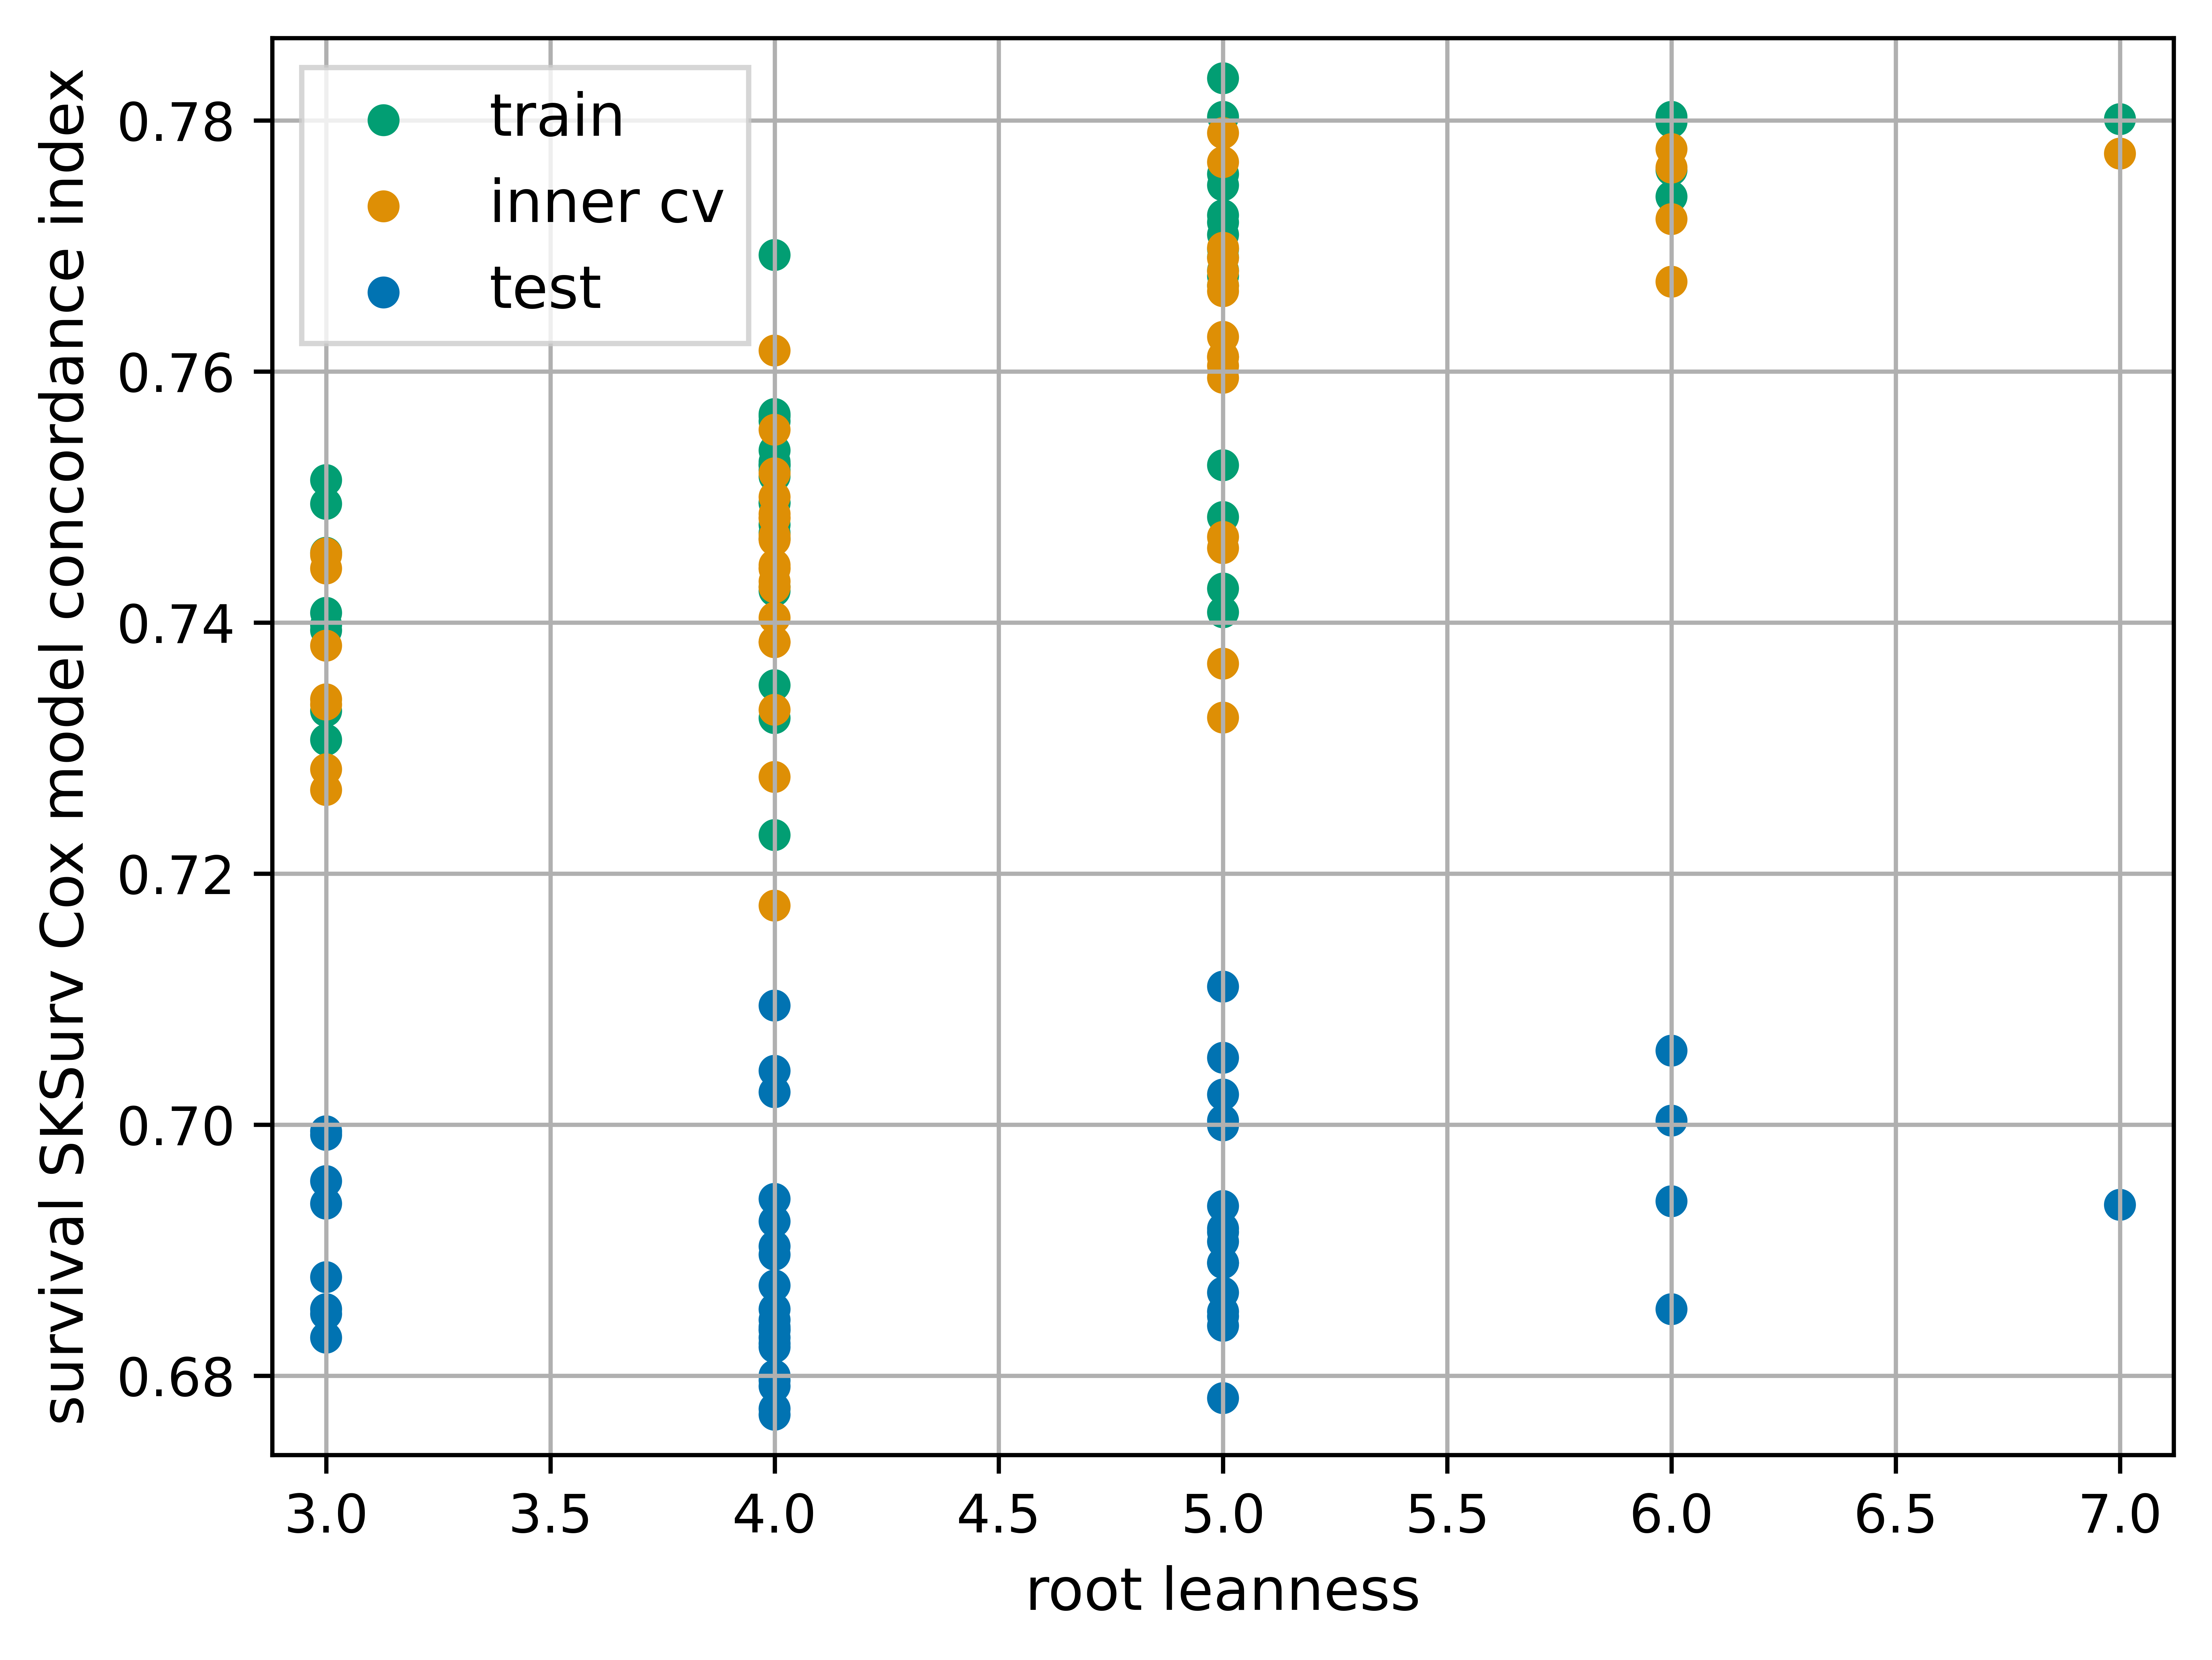 train
inner cv
test
survival SKSurv Cox model concordance index
0.78
0.76
0.74
0.72
0.70
0.68
3.0 3.5 4.0 4.5 5.0 5.5 6.0 6.5 7.0
root leanness